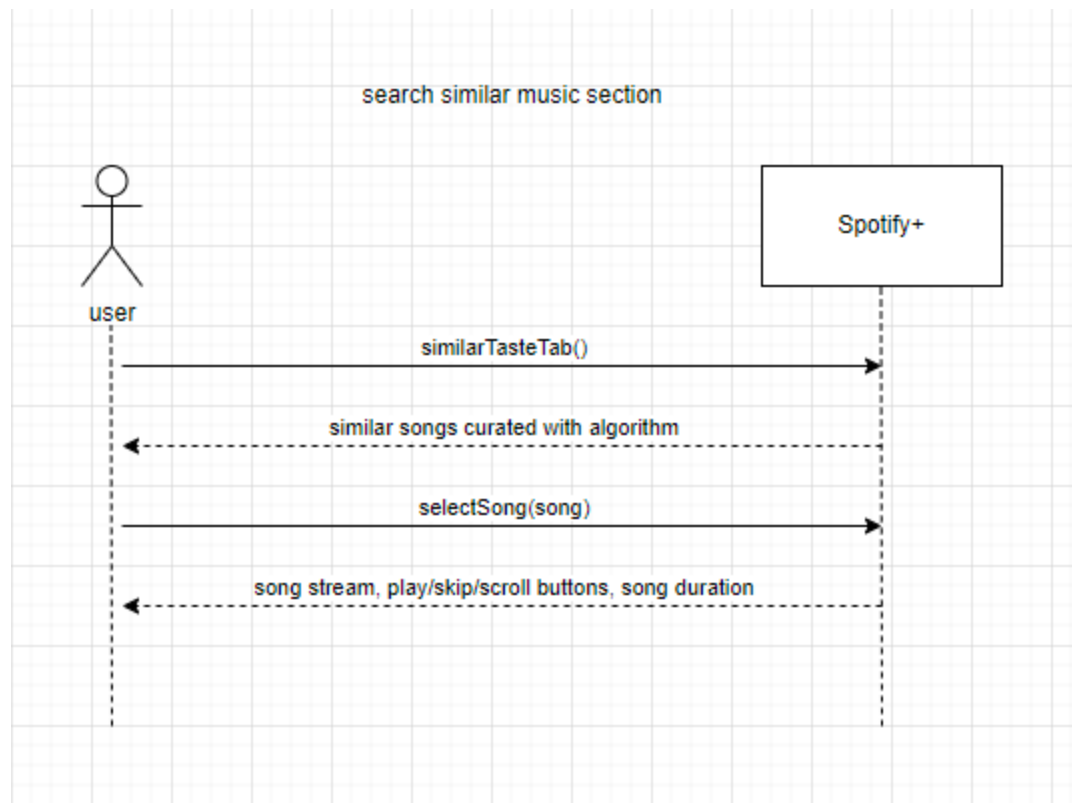 search similar music section
Spotify+
user
similarTasteTab()
similar songs curated with algorithm
selectSong(song)
song stream, play/skip/scroll buttons, song duration